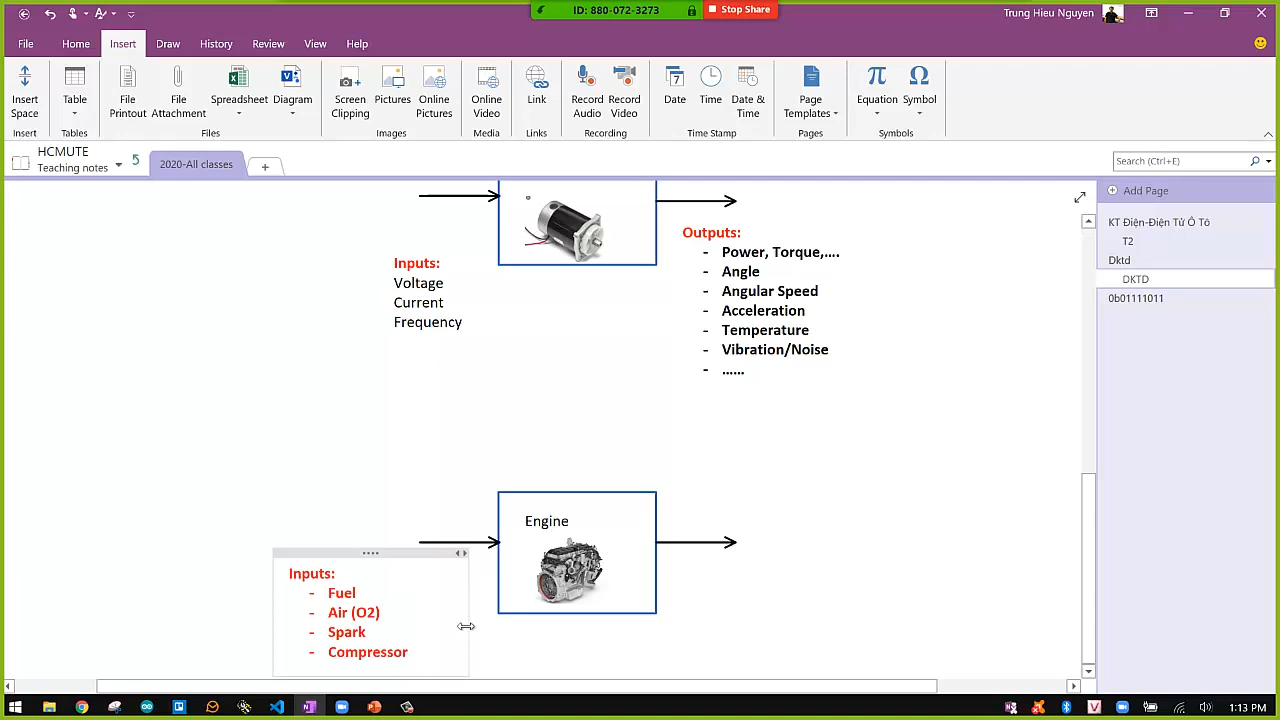 ID: 880-072-3273
Stop Share
Trung Hieu Nguyen
File Home Insert Draw History Review View Help
Insert Space
Table
File Printout
File Attachment
Spreadsheet
Diagram
Screen Clipping
Pictures
Online Pictures
Online Video
Link
Record Audio
Record Video
Date
Time
Date & Time
Page Templates
Equation
Symbol
Insert
Tables
Files
Images
Media
Links
Recording
Time Stamp
Pages
Symbols
HCMUTE
Teaching notes
2020-All classes
+
Search (Ctrl+E)
Add Page
KT Điện-Điện Tử Ô Tô
T2
Dktd
DKTD
0b01111011
Inputs:
Voltage
Current
Frequency
Outputs:
- Power, Torque,....
- Angle
- Angular Speed
- Acceleration
- Temperature
- Vibration/Noise
- ......
Engine
Inputs:
- Fuel
- Air (O2)
- Spark
- Compressor
1:13 PM